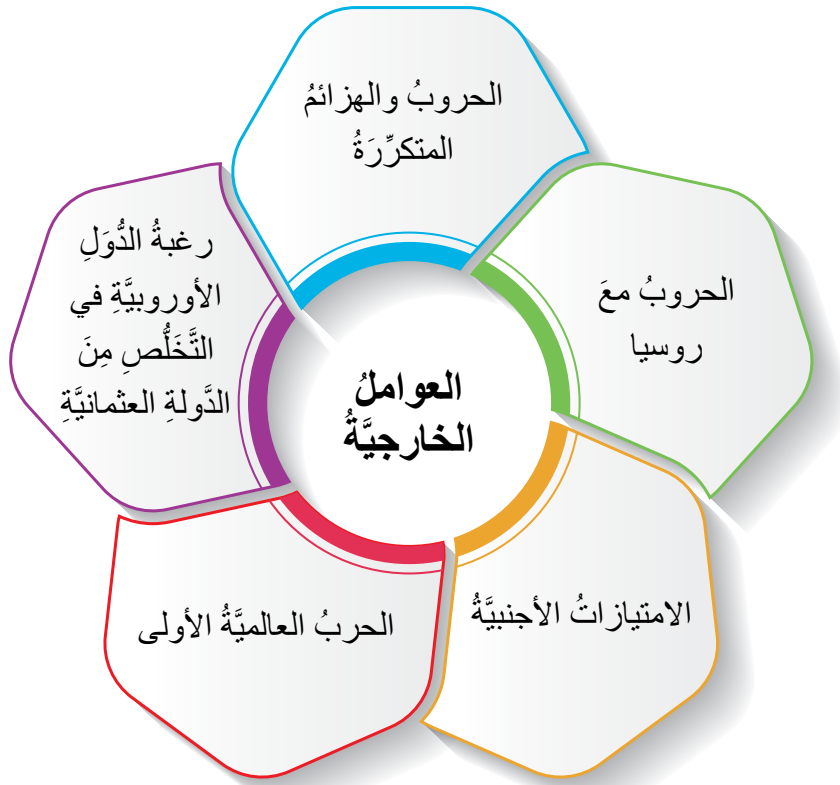 الحروبُ والهزائمُ
المتكرِّرَةُ
الحروبُ معَ
روسيا
رغبةُ الدُّوَلِ
الأوروبيَّةِ في
التَّخَلُّصِ مِنَ
الدَّولةِ العثمانيَّةِ
العواملُ
الخارجيَّةُ
الامتيازاتُ الأجنبيَّةُ
الحربُ العالميَّةُ الأولى